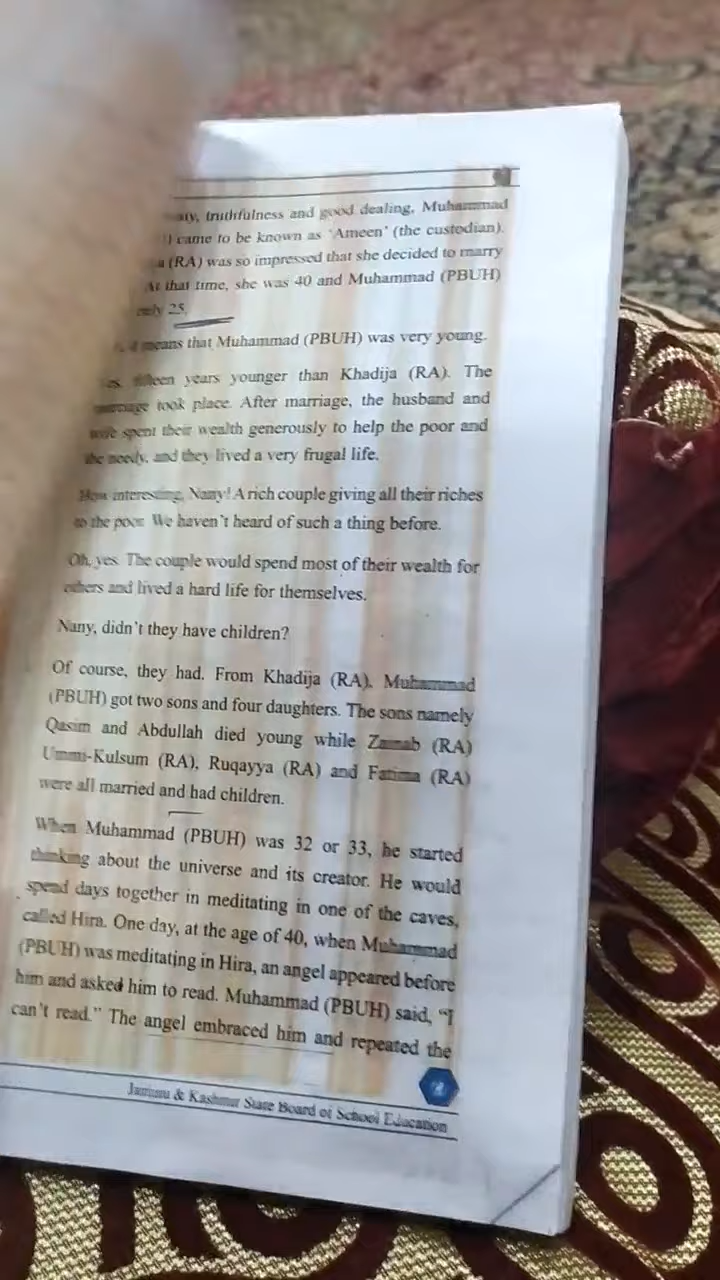 truthfulness and good dealing, Muhammad
came to be known as 'Ameen' (the custodian).
(RA) was so impressed that she decided to marry
At that time, she was 40 and Muhammad (PBUH)
25.
means that Muhammad (PBUH) was very young.
fifteen years younger than Khadija (RA). The
marriage took place. After marriage, the husband and
wife spent their wealth generously to help the poor and
the needy, and they lived a very frugal life.
How interesting, Nany! A rich couple giving all their riches
to the poor. We haven't heard of such a thing before.
Oh, yes. The couple would spend most of their wealth for
others and lived a hard life for themselves.
Nany, didn't they have children?
Of course, they had. From Khadija (RA), Muhammad
(PBUH) got two sons and four daughters. The sons namely
Qasim and Abdullah died young while Zainab (RA)
Ummi-Kulsum (RA), Ruqayya (RA) and Fatima (RA)
were all married and had children.
When Muhammad (PBUH) was 32 or 33, he started
thinking about the universe and its creator. He would
spend days together in meditating in one of the caves,
called Hira. One day, at the age of 40, when Muhammad
(PBUH) was meditating in Hira, an angel appeared before
him and asked him to read. Muhammad (PBUH) said, "I
can't read." The angel embraced him and repeated the
Jammu & Kashmir State Board of School Education